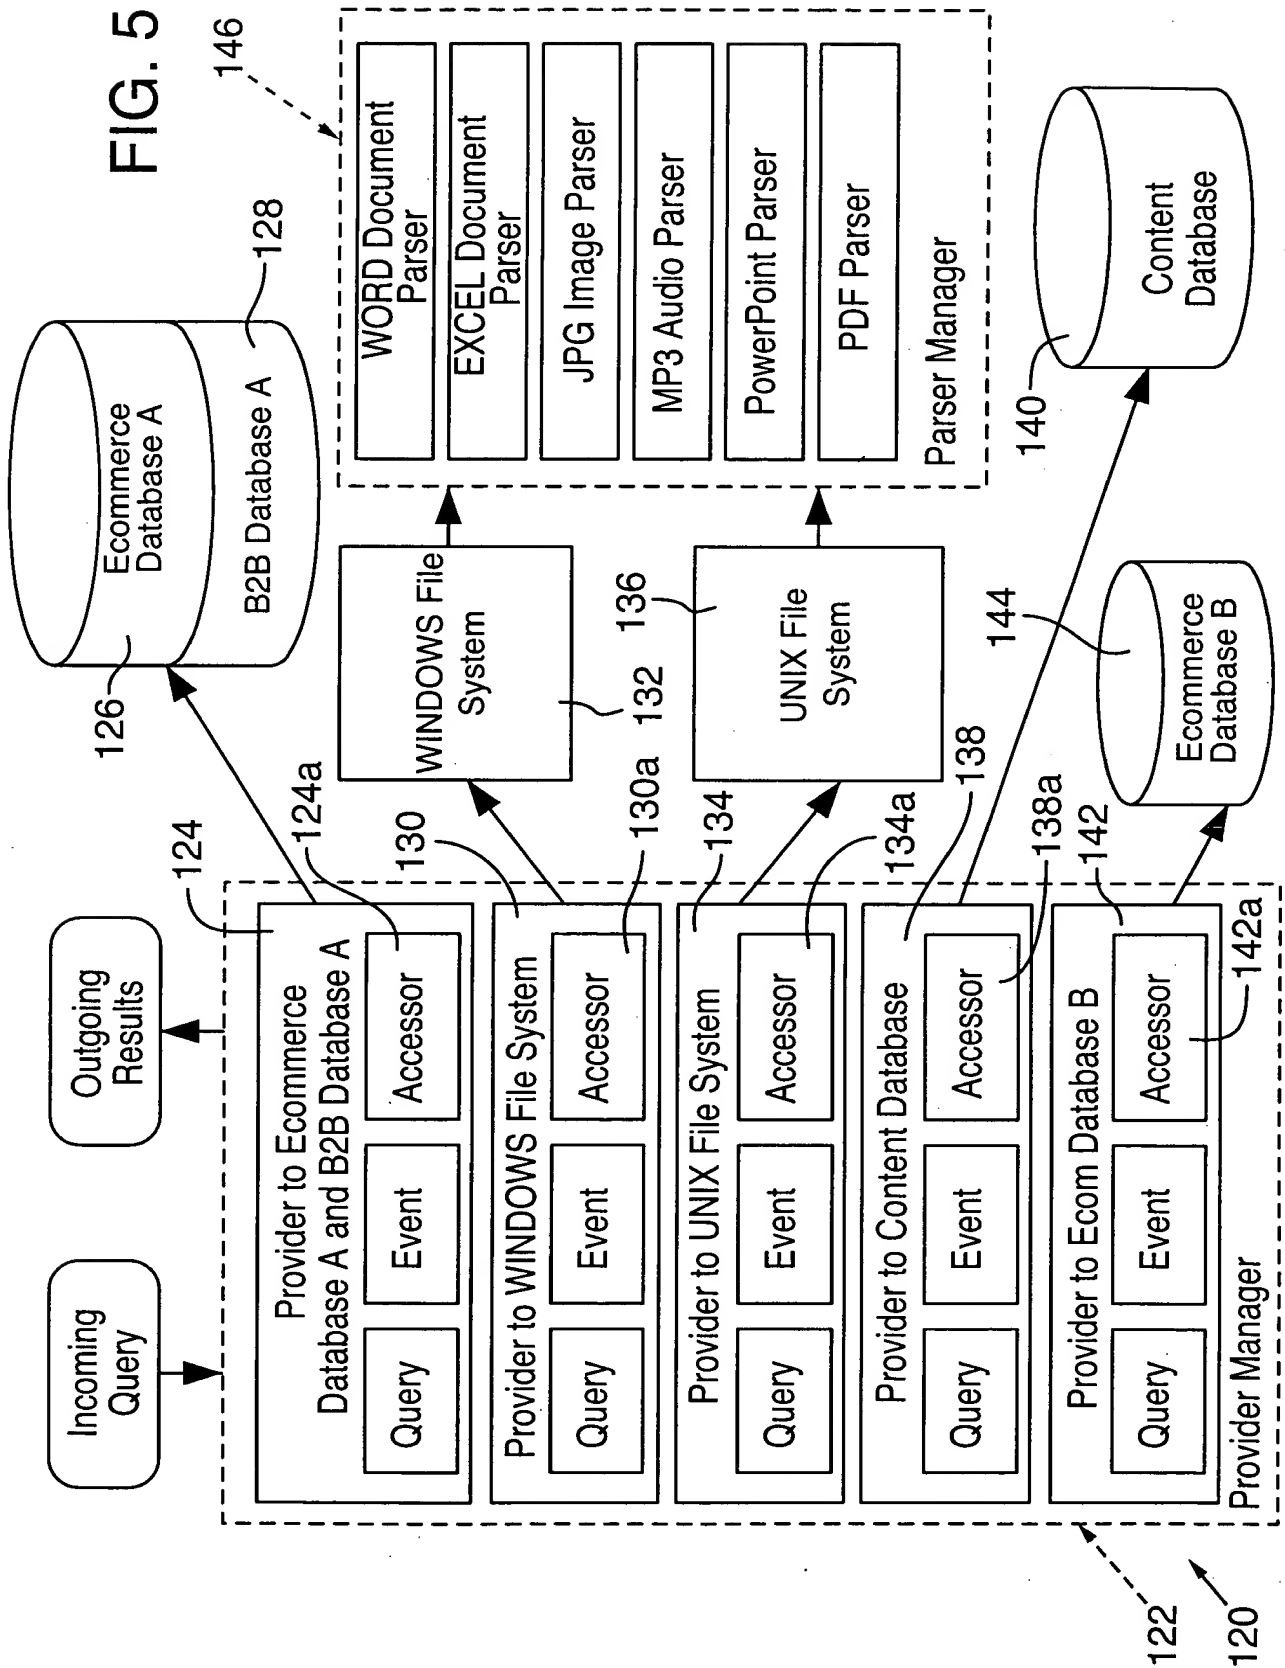 FIG. 5
Incoming
Query
Outgoing
Results
124
Provider to Ecommerce
Database A and B2B Database A
Query
Event
Accessor
124a
130
Provider to WINDOWS File System
Query
Event
Accessor
130a
134
Provider to UNIX File System
Query
Event
Accessor
134a
138
Provider to Content Database
Query
Event
Accessor
138a
142
Provider to Ecom Database B
Query
Event
Accessor
142a
Provider Manager
122
120
126
Ecommerce
Database A
B2B Database A
128
WINDOWS File
System
132
136
UNIX File
System
144
Ecommerce
Database B
146
WORD Document
Parser
EXCEL Document
Parser
JPG Image Parser
MP3 Audio Parser
PowerPoint Parser
PDF Parser
Parser Manager
140
Content
Database